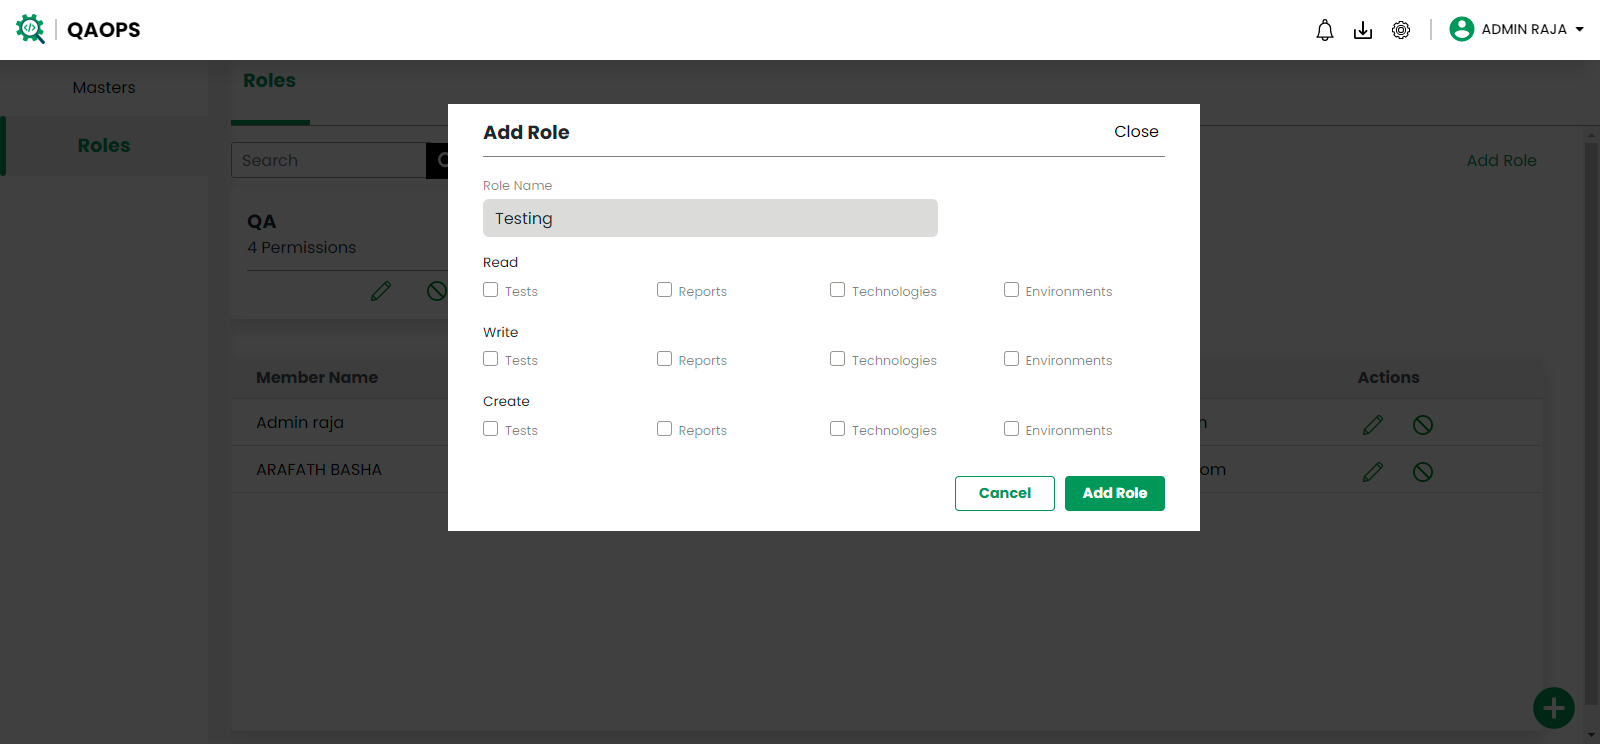 QAOPS
ADMIN RAJA
Masters
Roles
Roles
Search
Add Role
QA
4 Permissions
Add Role
Close
Role Name
Testing
Read
Tests Reports Technologies Environments
Write
Tests Reports Technologies Environments
Create
Tests Reports Technologies Environments
Cancel Add Role
Member Name Actions
Admin raja
ARAFATH BASHA om